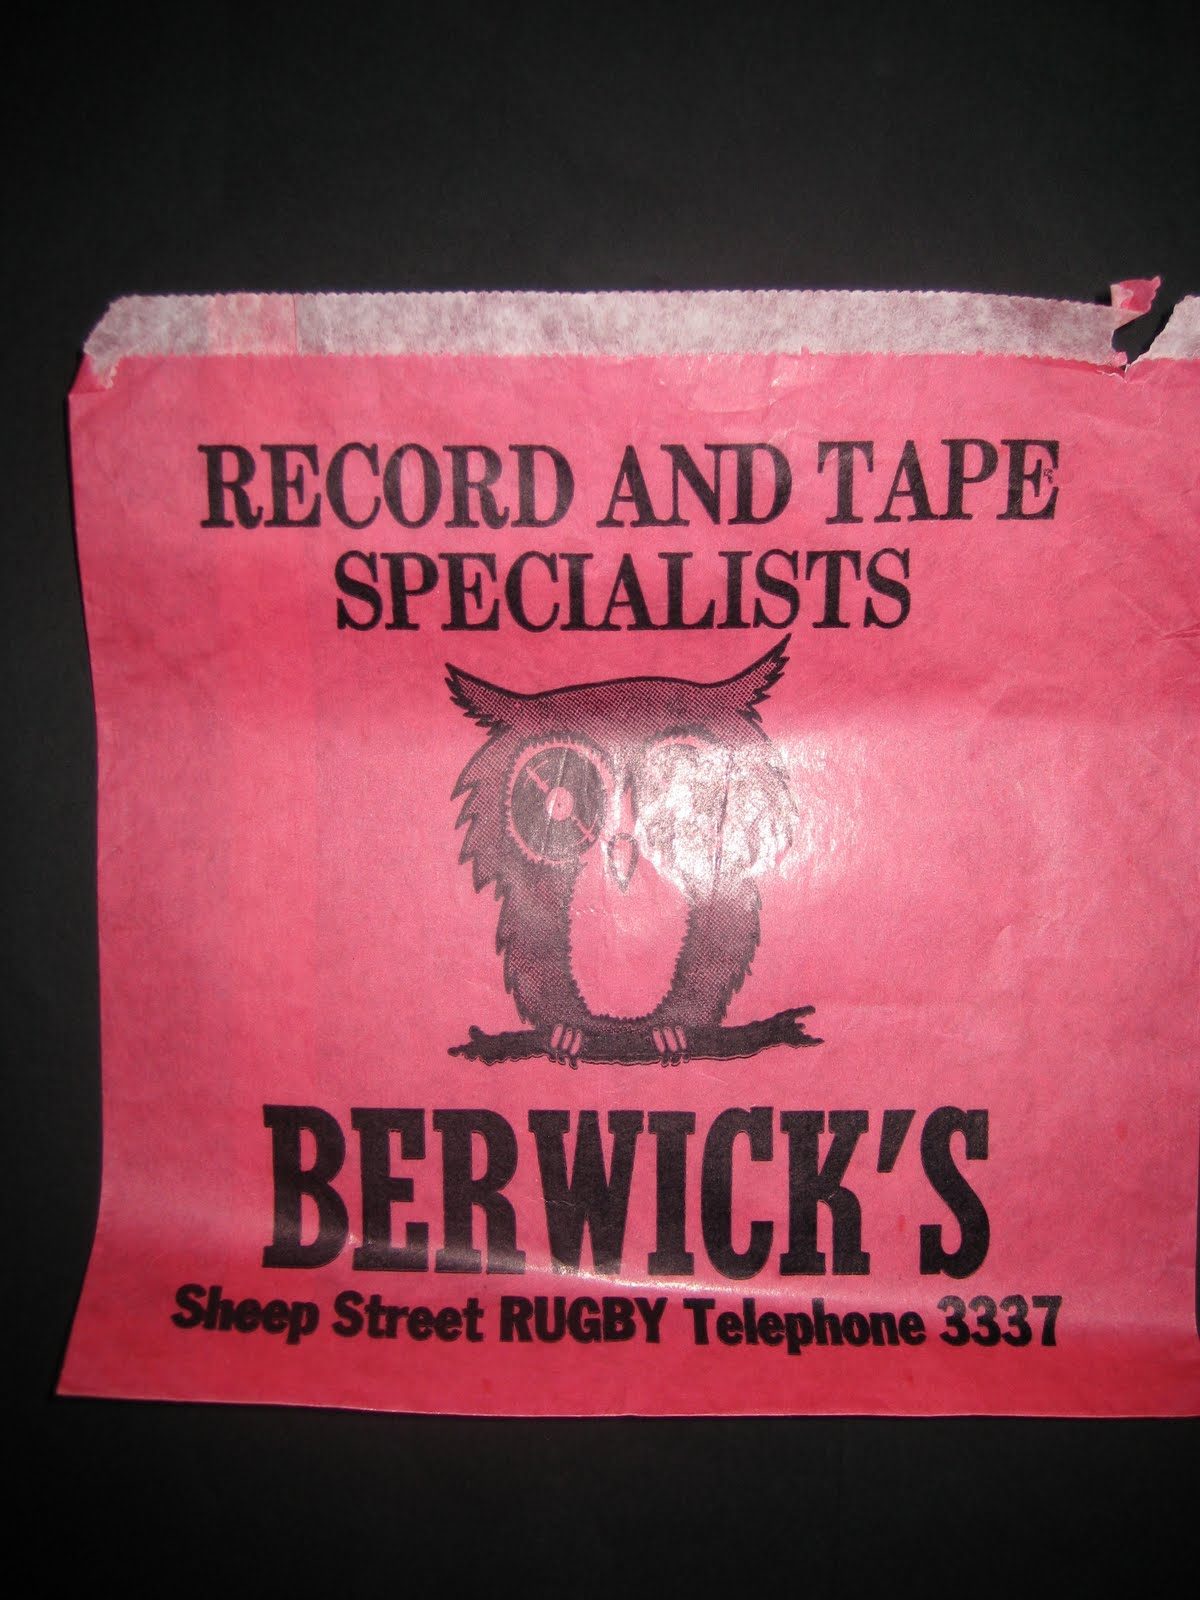 RECORD AND TAPE
SPECIALISTS
BERWICK'S
Sheep Street RUGBY Telephone 3337